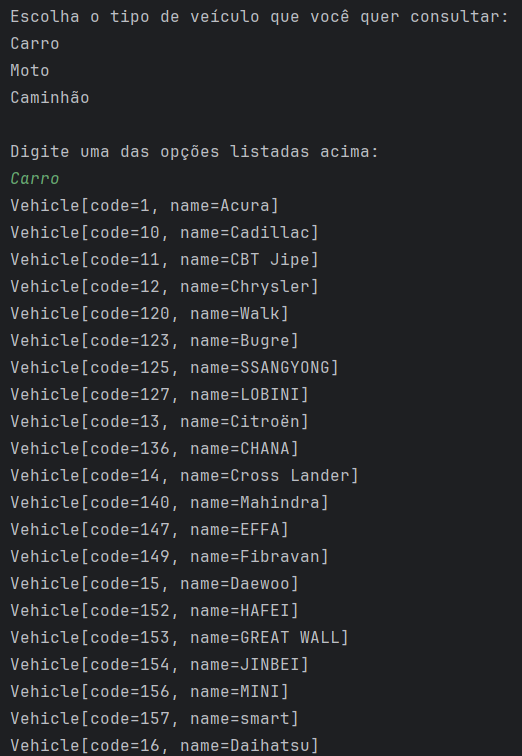 Escolha o tipo de veículo que você quer consultar:
Carro
Moto
Caminhão
Digite uma das opções listadas acima:
Carro
Vehicle[code=1, name=Acura]
Vehicle[code=10, name=Cadillac]
Vehicle[code=11, name=CBT Jipe]
Vehicle[code=12, name=Chrysler]
Vehicle[code=120, name=Walk]
Vehicle[code=123, name=Bugre]
Vehicle[code=125, name=SSANGYONG]
Vehicle[code=127, name=LOBINI]
Vehicle[code=13, name=Citroën]
Vehicle[code=136, name=CHANA]
Vehicle[code=14, name=Cross Lander]
Vehicle[code=140, name=Mahindra]
Vehicle[code=147, name=EFFA]
Vehicle[code=149, name=Fibravan]
Vehicle[code=15, name=Daewoo]
Vehicle[code=152, name=HAFEI]
Vehicle[code=153, name=GREAT WALL]
Vehicle[code=154, name=JINBEI]
Vehicle[code=156, name=MINI]
Vehicle[code=157, name=smart]
Vehicle[code=16, name=Daihatsu]